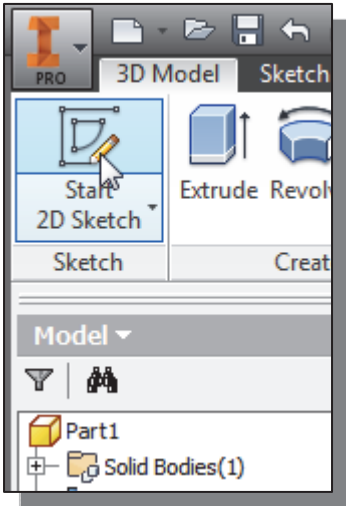 PRO
3D Model Sketch
Start
2D Sketch
Extrude
Sketch
Model
Part1
Solid Bodies(1)